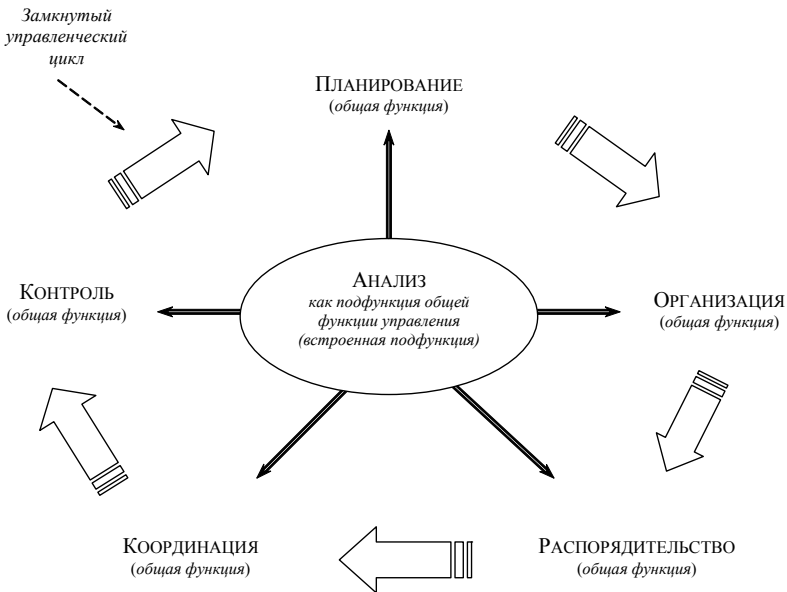 Замкнутый
управленческий
цикл
ПЛАНИРОВАНИЕ
(общая функция)
АНАЛИЗ
как подфункция общей
функции управления
(встроенная подфункция)
КОНТРОЛЬ
(общая функция)
ОРГАНИЗАЦИЯ
(общая функция)
КООРДИНАЦИЯ
(общая функция)
РАСПОРЯДИТЕЛЬСТВО
(общая функция)